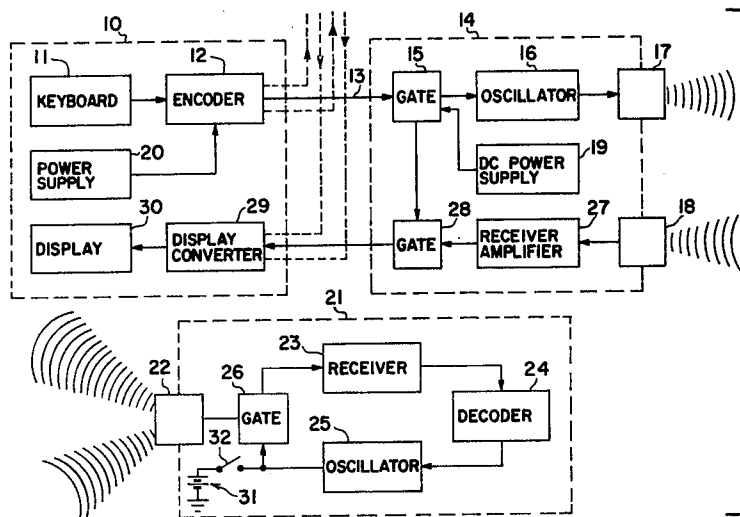 10
14
11
12
13
15
16
17
KEYBOARD
ENCODER
GATE
OSCILLATOR
20
19
POWER
SUPPLY
DC POWER
SUPPLY
30
29
28
27
18
DISPLAY
DISPLAY
CONVERTER
GATE
RECEIVER
AMPLIFIER
21
22
26
23
24
RECEIVER
GATE
DECODER
32
25
OSCILLATOR
31